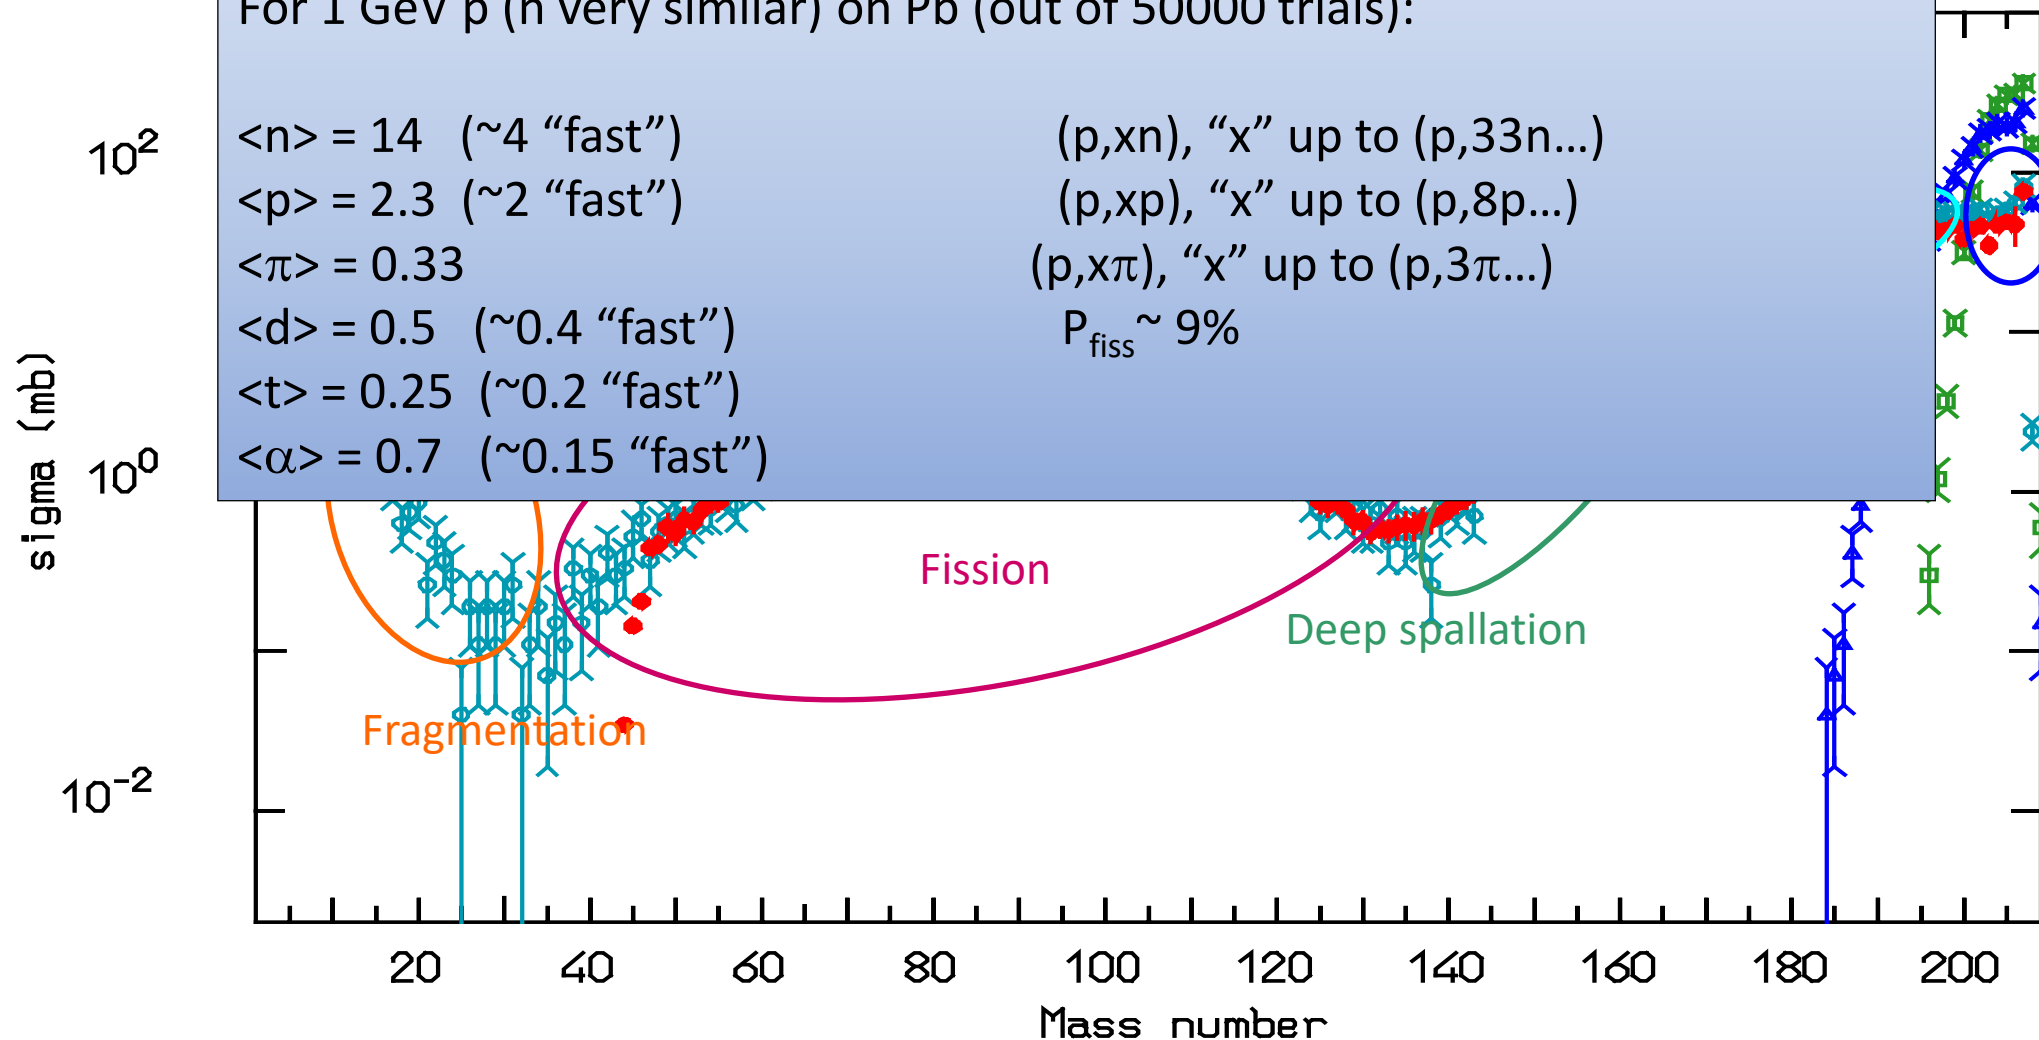 For 1 GeV p (n very similar) on Pb (out of 50000 trials):
<n> = 14 (~4 “fast”) (p,xn), “x” up to (p,33n…)
<p> = 2.3 (~2 “fast”) (p,xp), “x” up to (p,8p…)
<π> = 0.33 (p,xπ), “x” up to (p,3π…)
<d> = 0.5 (~0.4 “fast”) Pfiss ~ 9%
<t> = 0.25 (~0.2 “fast”)
<α> = 0.7 (~0.15 “fast”)
10²
10⁰
10⁻²
sigma (mb)
Fission
Deep spallation
Fragmentation
20 40 60 80 100 120 140 160 180 200
Mass number